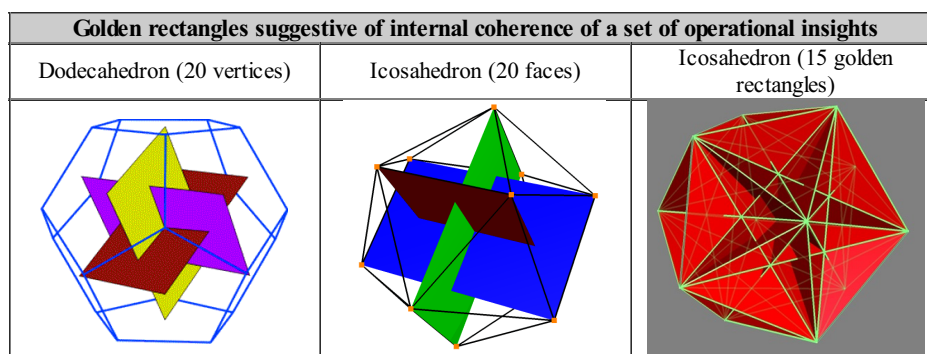 Golden rectangles suggestive of internal coherence of a set of operational insights
Dodecahedron (20 vertices)
Icosahedron (20 faces)
Icosahedron (15 golden
rectangles)